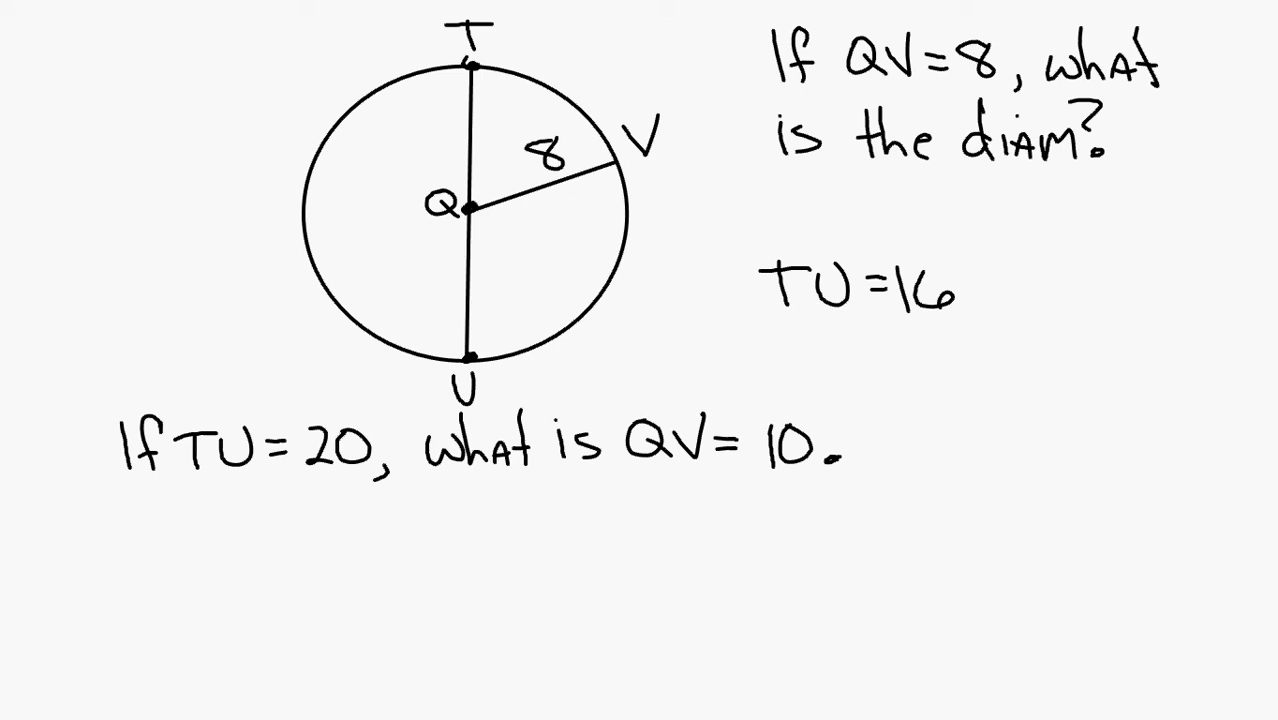 T
If QV=8, what
is the diam?
V
8
Q
TU=16
U
If TU=20, what is QV= 10.